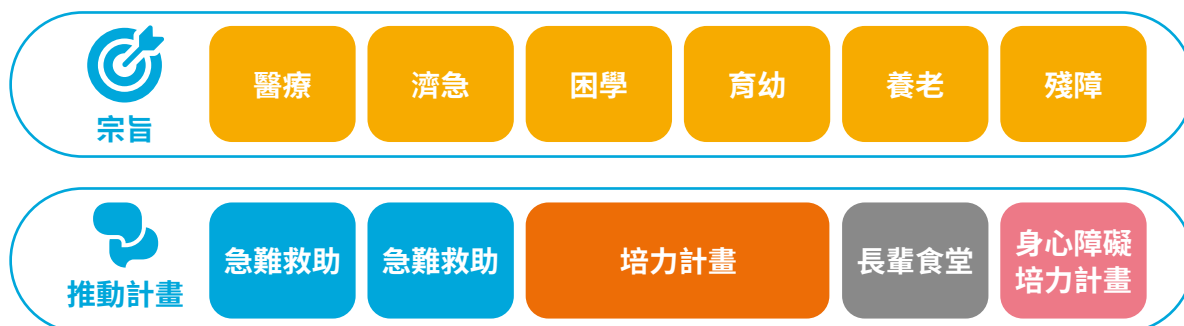 宗旨
醫療
濟急
困學
育幼
養老
殘障
推動計畫
急難救助
急難救助
培力計畫
長輩食堂
身心障礙
培力計畫